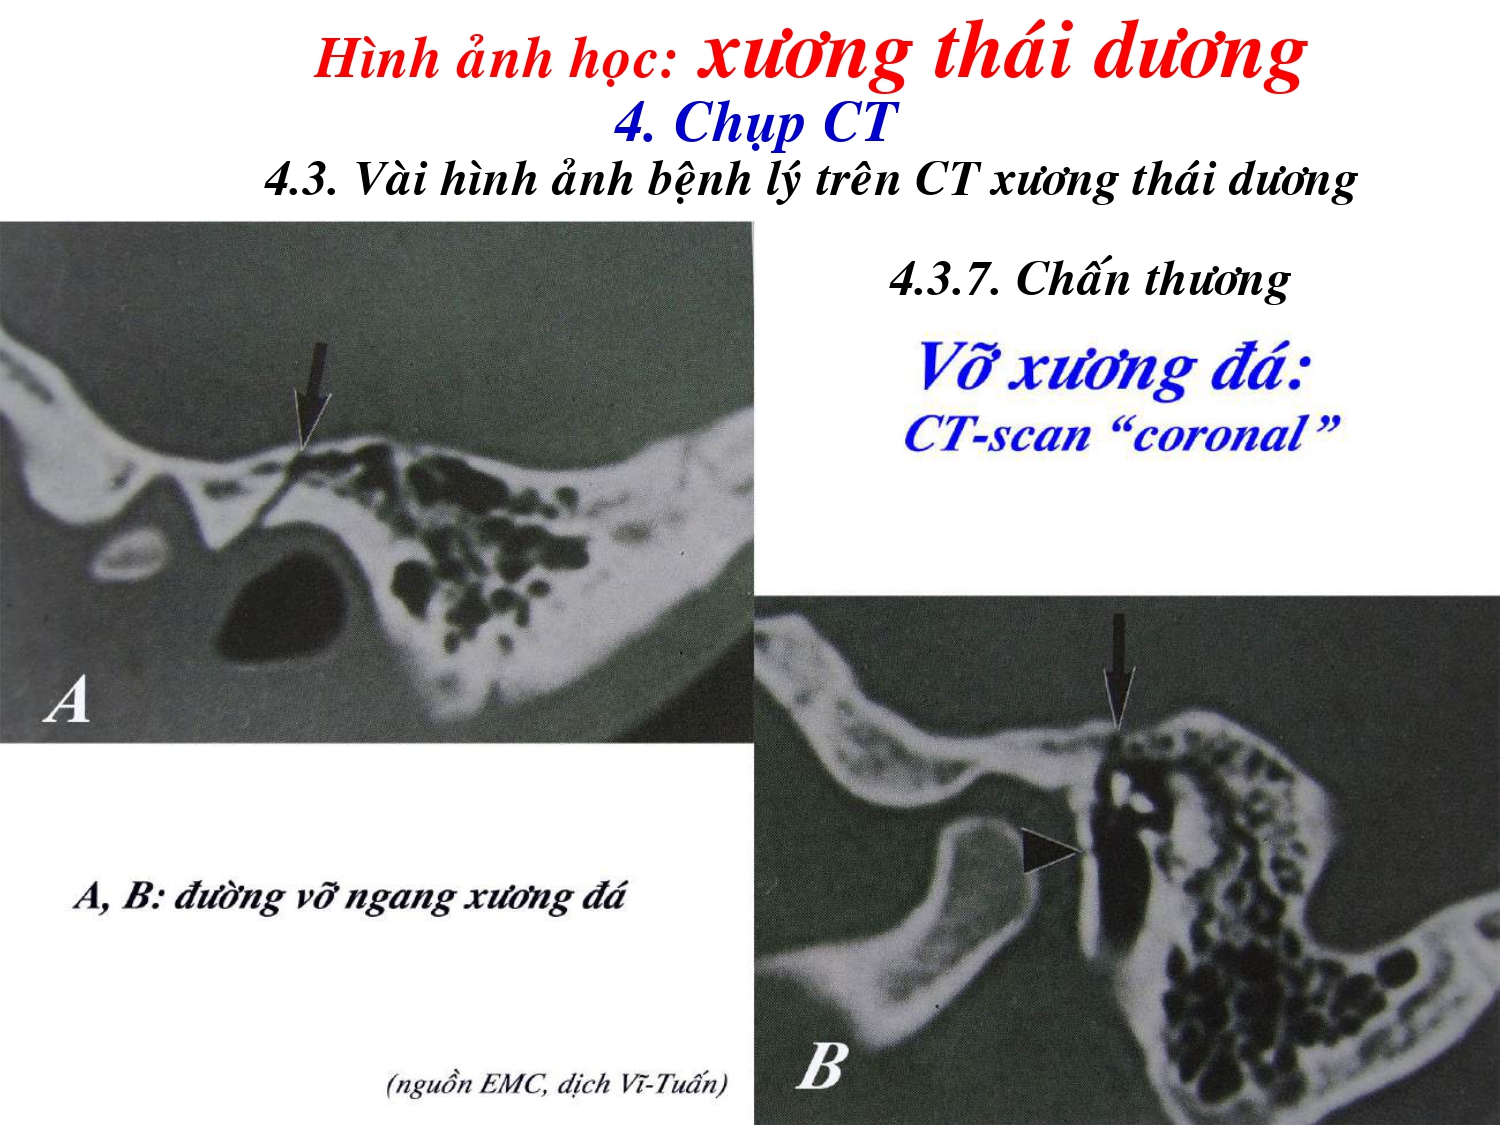 Hình ảnh học: xương thái dương
4. Chụp CT
4.3. Vài hình ảnh bệnh lý trên CT xương thái dương
4.3.7. Chấn thương
Vỡ xương đá:
CT-scan “coronal”
A
A, B: đường vỡ ngang xương đá
B
(nguồn EMC, dịch Vĩ-Tuấn)